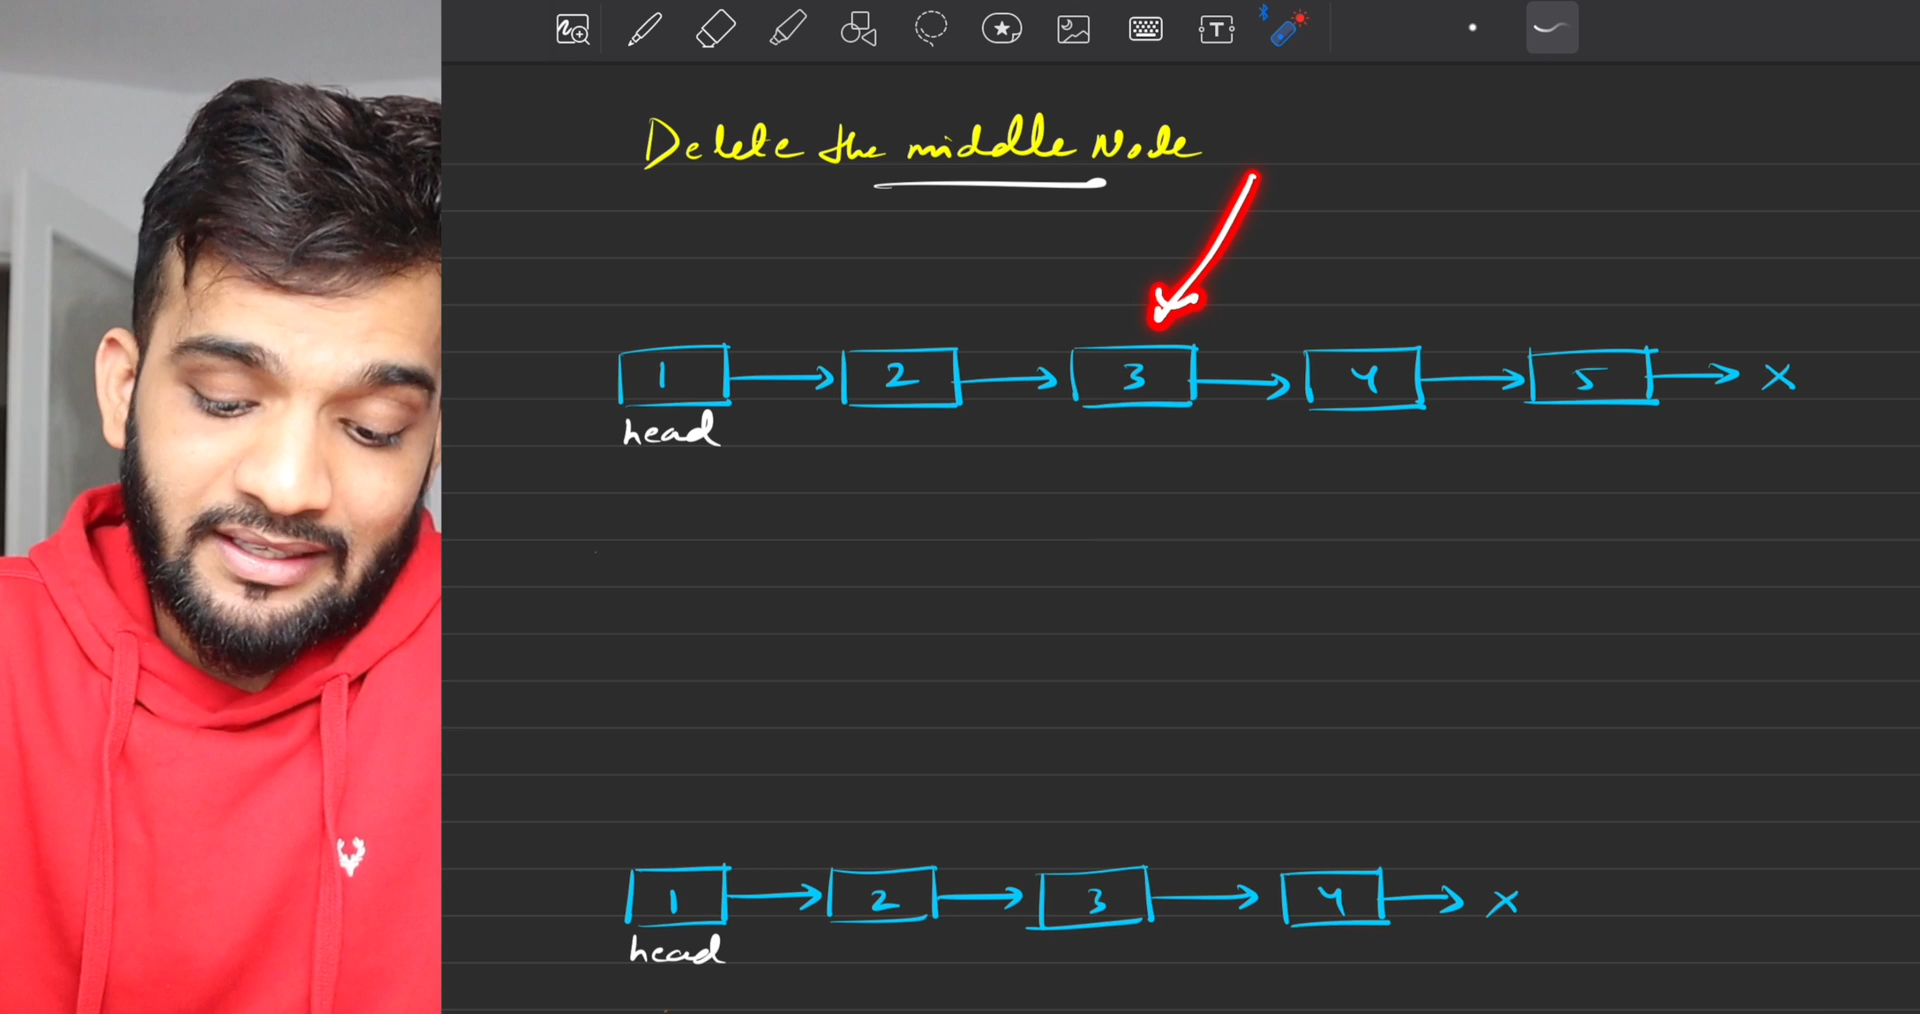 Delete the middle Node
1 → 2 → 3 → 4 → 5 → x
head
1 → 2 → 3 → 4 → x
head